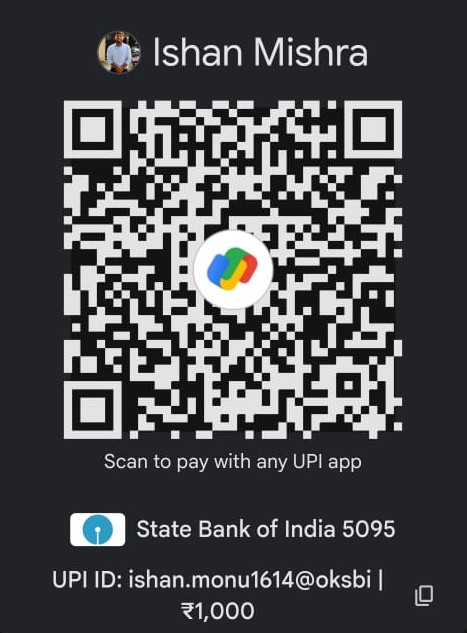 Ishan Mishra
Scan to pay with any UPI app
State Bank of India 5095
UPI ID: ishan.monu1614@oksbi |
₹1,000